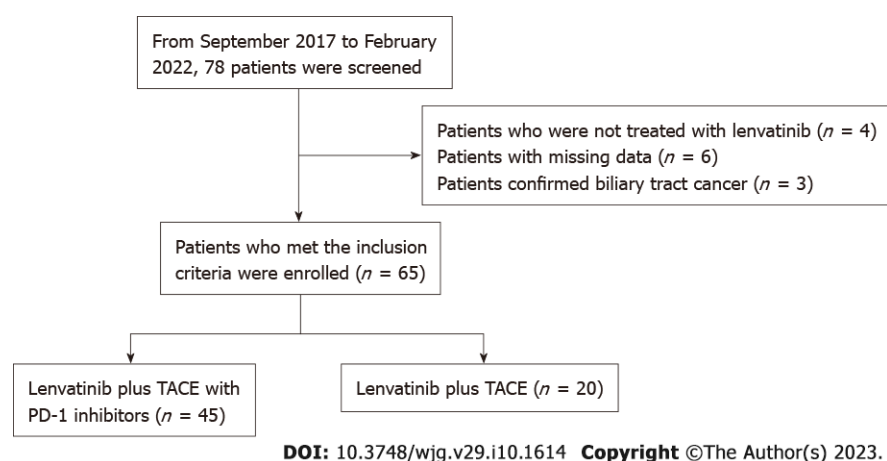 From September 2017 to February
2022, 78 patients were screened
Patients who were not treated with lenvatinib (n = 4)
Patients with missing data (n = 6)
Patients confirmed biliary tract cancer (n = 3)
Patients who met the inclusion
criteria were enrolled (n = 65)
Lenvatinib plus TACE with
PD-1 inhibitors (n = 45)
Lenvatinib plus TACE (n = 20)
DOI: 10.3748/wjg.v29.i10.1614 Copyright ©The Author(s) 2023.